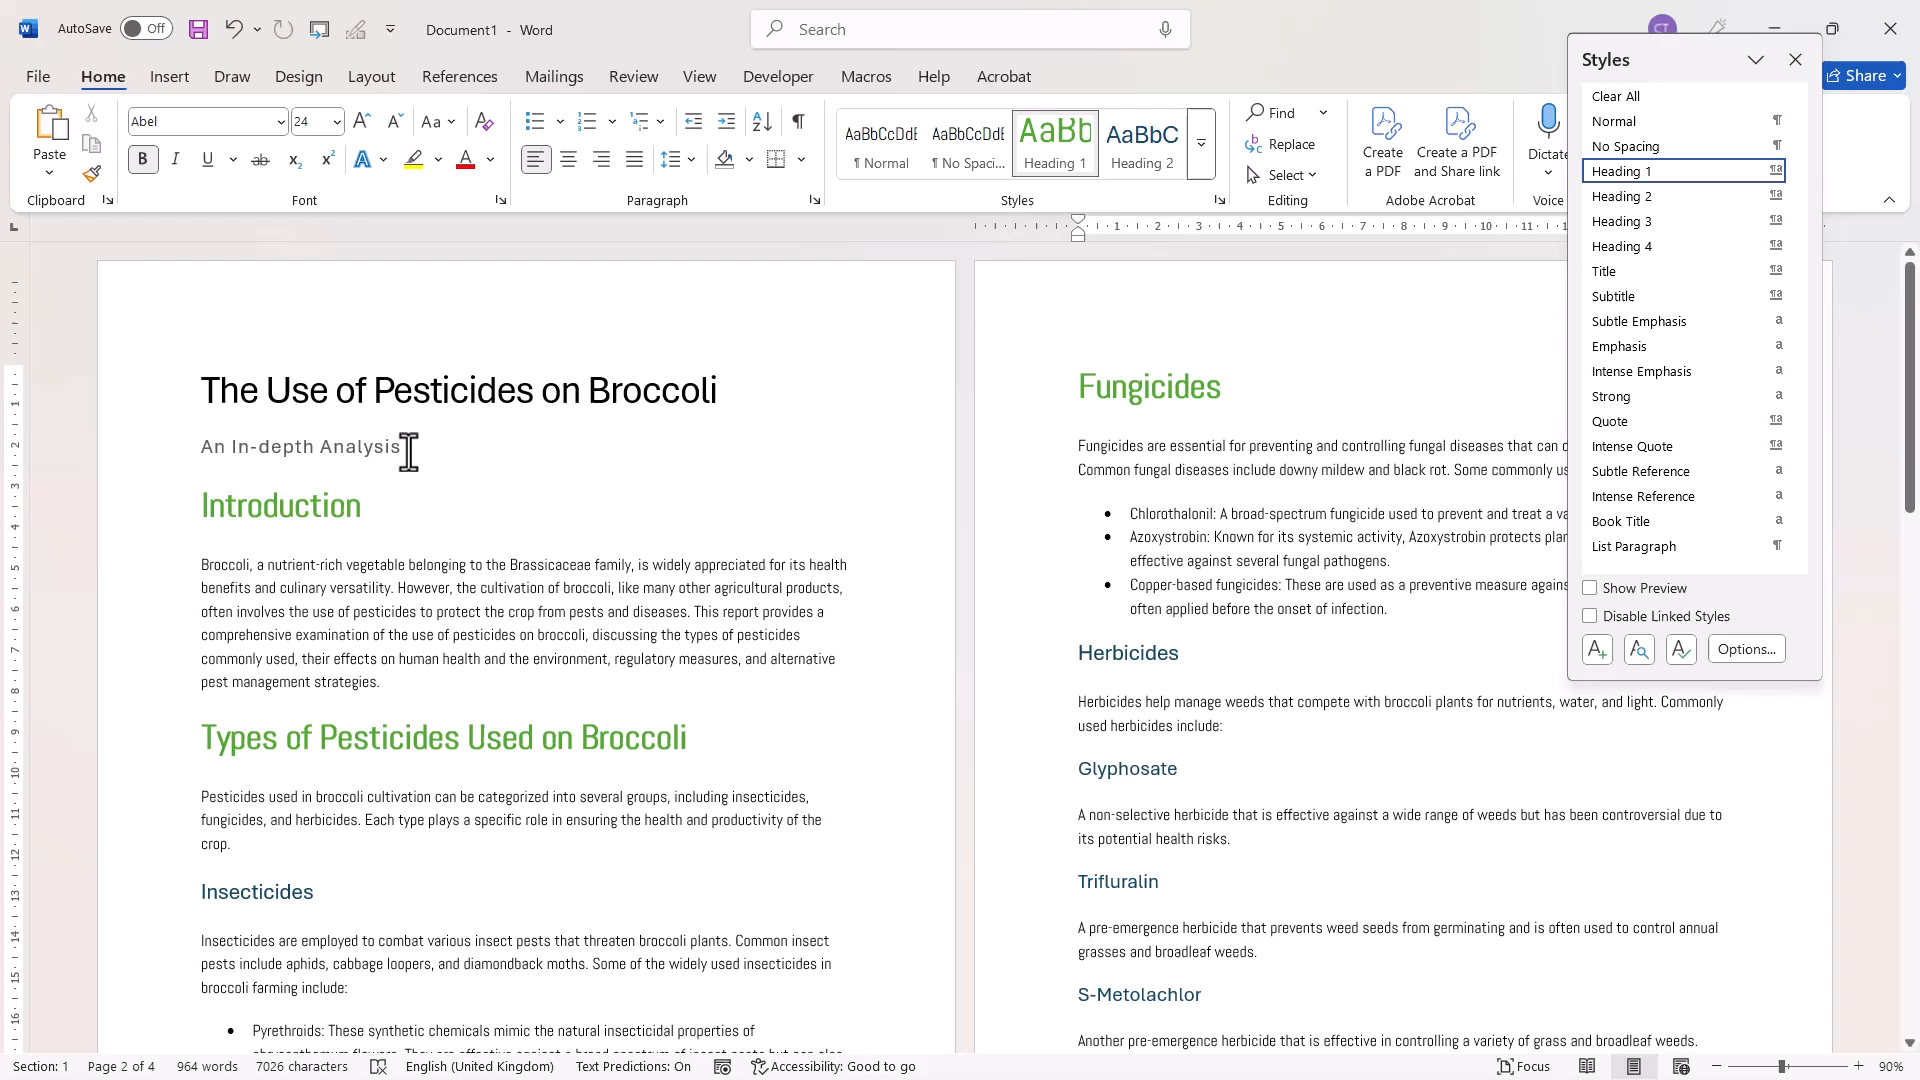 AutoSave Off Document1 - Word Search CT
File Home Insert Draw Design Layout References Mailings Review View Developer Macros Help Acrobat Share
Paste
Clipboard
Abel 24
Font
Paragraph
AaBbCcDdE AaBbCcDdE AaBb AaBbC
¶ Normal ¶ No Spaci... Heading 1 Heading 2
Styles
Find
Replace
Select
Editing
Create a PDF
Create a PDF and Share link
Adobe Acrobat
Dictate
Voice
Styles
Clear All
Normal
No Spacing
Heading 1
Heading 2
Heading 3
Heading 4
Title
Subtitle
Subtle Emphasis
Emphasis
Intense Emphasis
Strong
Quote
Intense Quote
Subtle Reference
Intense Reference
Book Title
List Paragraph
Show Preview
Disable Linked Styles
Options...
The Use of Pesticides on Broccoli
An In-depth Analysis
Introduction
Broccoli, a nutrient-rich vegetable belonging to the Brassicaceae family, is widely appreciated for its health
benefits and culinary versatility. However, the cultivation of broccoli, like many other agricultural products,
often involves the use of pesticides to protect the crop from pests and diseases. This report provides a
comprehensive examination of the use of pesticides on broccoli, discussing the types of pesticides
commonly used, their effects on human health and the environment, regulatory measures, and alternative
pest management strategies.
Types of Pesticides Used on Broccoli
Pesticides used in broccoli cultivation can be categorized into several groups, including insecticides,
fungicides, and herbicides. Each type plays a specific role in ensuring the health and productivity of the
crop.
Insecticides
Insecticides are employed to combat various insect pests that threaten broccoli plants. Common insect
pests include aphids, cabbage loopers, and diamondback moths. Some of the widely used insecticides in
broccoli farming include:
• Pyrethroids: These synthetic chemicals mimic the natural insecticidal properties of
Fungicides
Fungicides are essential for preventing and controlling fungal diseases that can
Common fungal diseases include downy mildew and black rot. Some commonly
• Chlorothalonil: A broad-spectrum fungicide used to prevent and treat a
• Azoxystrobin: Known for its systemic activity, Azoxystrobin protects
effective against several fungal pathogens.
• Copper-based fungicides: These are used as a preventive measure
often applied before the onset of infection.
Herbicides
Herbicides help manage weeds that compete with broccoli plants for nutrients, water, and light. Commonly
used herbicides include:
Glyphosate
A non-selective herbicide that is effective against a wide range of weeds but has been controversial due to
its potential health risks.
Trifluralin
A pre-emergence herbicide that prevents weed seeds from germinating and is often used to control annual
grasses and broadleaf weeds.
S-Metolachlor
Another pre-emergence herbicide that is effective in controlling a variety of grass and broadleaf weeds.
Section: 1 Page 2 of 4 964 words 7026 characters English (United Kingdom) Text Predictions: On Accessibility: Good to go Focus 90%